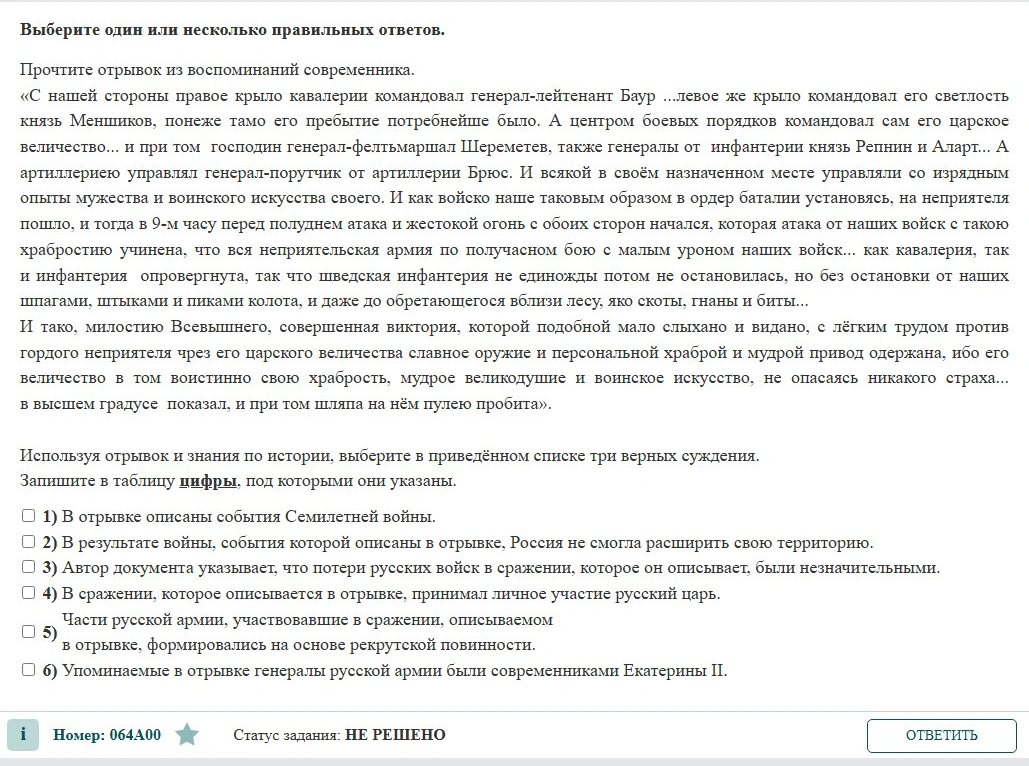 Выберите один или несколько правильных ответов.
Прочтите отрывок из воспоминаний современника.
«С нашей стороны правое крыло кавалерии командовал генерал-лейтенант Баур ...левое же крыло командовал его светлость
князь Меншиков, понеже тамо его пребытие потребнейше было. А центром боевых порядков командовал сам его царское
величество... и при том господин генерал-фелтьмаршал Шереметев, также генералы от инфантерии князь Репнин и Аларт... А
артиллериею управлял генерал-порутчик от артиллерии Брюс. И всякой в своём назначенном месте управляли со изрядным
опыты мужества и воинского искусства своего. И как войско наше таковым образом в ордер баталии установясь, на неприятеля
пошло, и тогда в 9-м часу перед полуднем атака и жестокой огонь с обоих сторон начался, которая атака от наших войск с такою
храбростию учинена, что вся неприятельская армия по получасном бою с малым уроном наших войск... как кавалерия, так
и инфантерия опровергнута, так что шведская инфантерия не единожды потом не остановилась, но без остановки от наших
шпагами, штыками и пиками колота, и даже до обретающегося вблизи лесу, яко скоты, гнаны и биты...
И тако, милостию Всевышнего, совершенная виктория, которой подобной мало слыхано и видано, с лёгким трудом против
гордого неприятеля чрез его царского величества славное оружие и персональной храброй и мудрой привод одержана, ибо его
величество в том воистинно свою храбрость, мудрое великодушие и воинское искусство, не опасаясь никакого страха...
в высшем градусе показал, и при том шляпа на нём пулею пробита».
Используя отрывок и знания по истории, выберите в приведённом списке три верных суждения.
Запишите в таблицу цифры, под которыми они указаны.
1) В отрывке описаны события Семилетней войны.
2) В результате войны, события которой описаны в отрывке, Россия не смогла расширить свою территорию.
3) Автор документа указывает, что потери русских войск в сражении, которое он описывает, были незначительными.
4) В сражении, которое описывается в отрывке, принимал личное участие русский царь.
5) Части русской армии, участвовавшие в сражении, описываемом
в отрывке, формировались на основе рекрутской повинности.
6) Упоминаемые в отрывке генералы русской армии были современниками Екатерины II.
i Номер: 064A00 Статус задания: НЕ РЕШЕНО ОТВЕТИТЬ